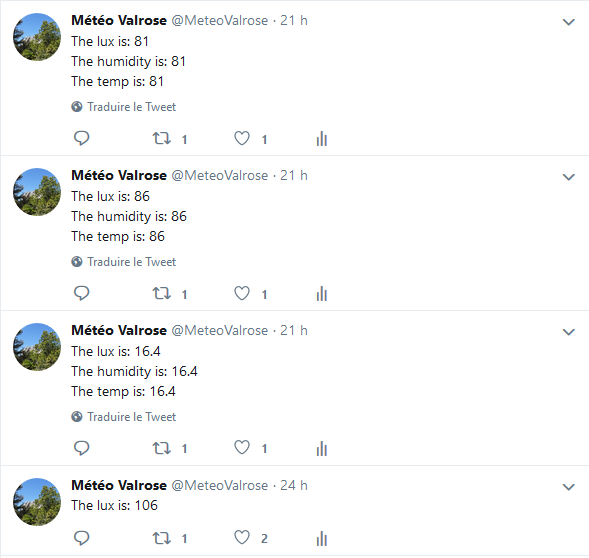 Météo Valrose @MeteoValrose · 21 h
The lux is: 81
The humidity is: 81
The temp is: 81
Traduire le Tweet
1 1
Météo Valrose @MeteoValrose · 21 h
The lux is: 86
The humidity is: 86
The temp is: 86
Traduire le Tweet
1 1
Météo Valrose @MeteoValrose · 21 h
The lux is: 16.4
The humidity is: 16.4
The temp is: 16.4
Traduire le Tweet
1 1
Météo Valrose @MeteoValrose · 24 h
The lux is: 106
1 2